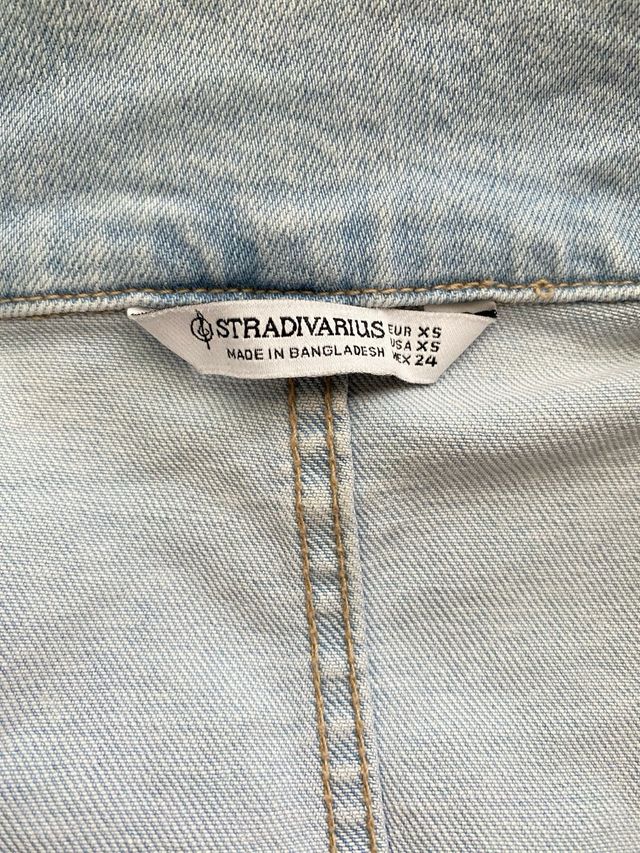 STRADIVARIUS
MADE IN BANGLADESH
EUR XS
USA XS
MEX 24